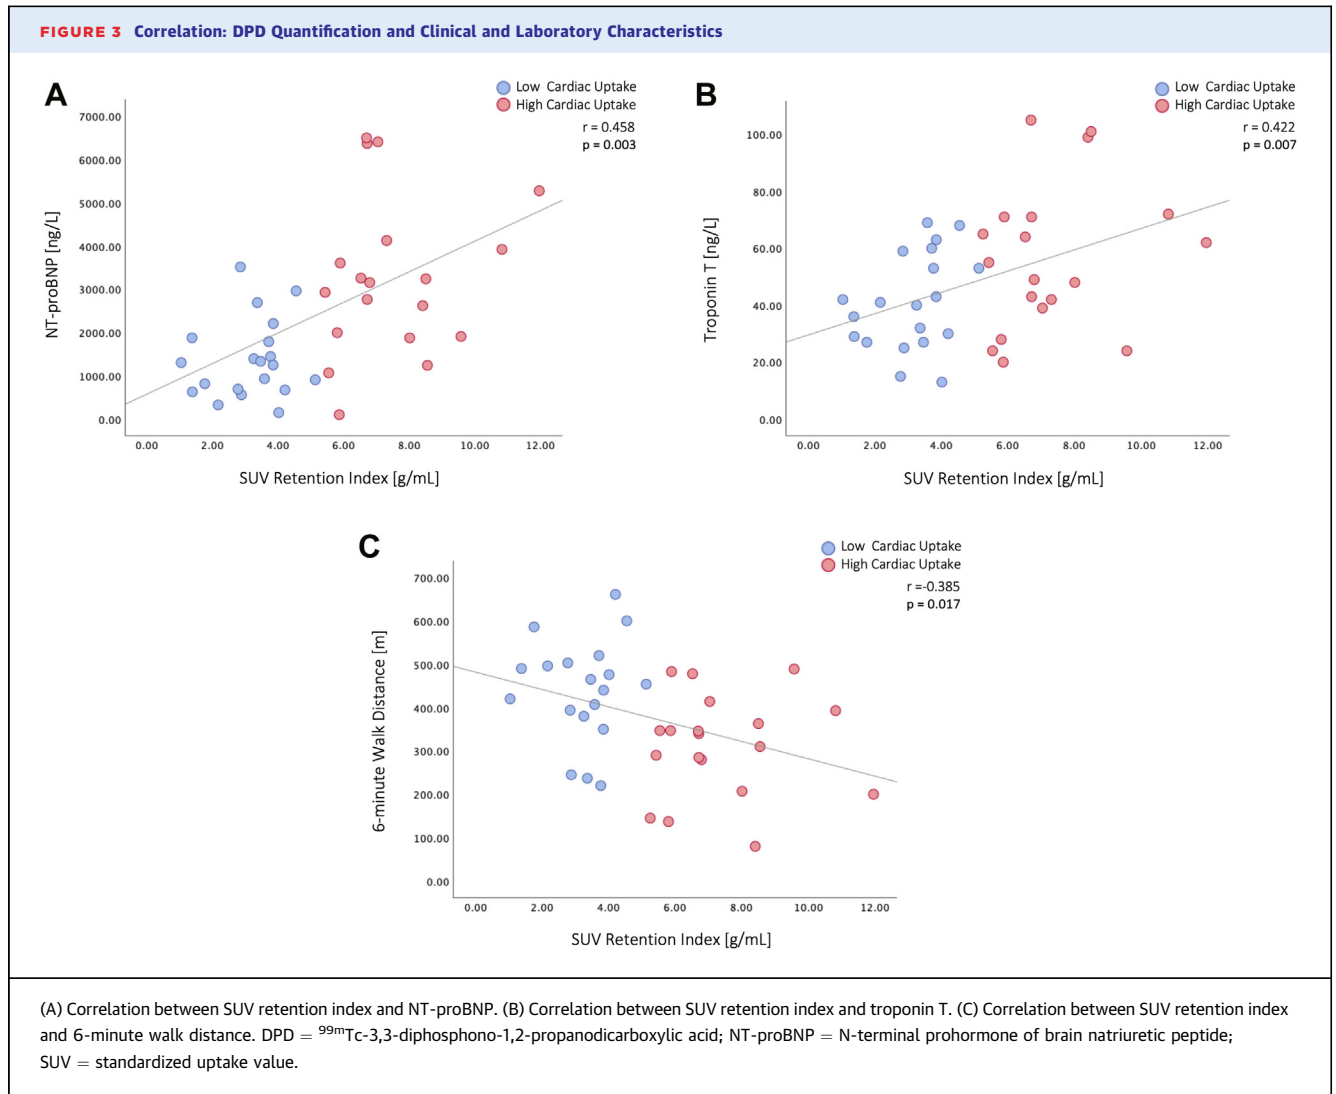 FIGURE 3 Correlation: DPD Quantification and Clinical and Laboratory Characteristics
A
Low Cardiac Uptake
High Cardiac Uptake
r = 0.458
p = 0.003
NT-proBNP [ng/L]
7000.00
6000.00
5000.00
4000.00
3000.00
2000.00
1000.00
0.00
0.00 2.00 4.00 6.00 8.00 10.00 12.00
SUV Retention Index [g/mL]
B
Low Cardiac Uptake
High Cardiac Uptake
r = 0.422
p = 0.007
Troponin T [ng/L]
100.00
80.00
60.00
40.00
20.00
0.00
0.00 2.00 4.00 6.00 8.00 10.00 12.00
SUV Retention Index [g/mL]
C
Low Cardiac Uptake
High Cardiac Uptake
r =-0.385
p = 0.017
6-minute Walk Distance [m]
700.00
600.00
500.00
400.00
300.00
200.00
100.00
0.00
0.00 2.00 4.00 6.00 8.00 10.00 12.00
SUV Retention Index [g/mL]
(A) Correlation between SUV retention index and NT-proBNP. (B) Correlation between SUV retention index and troponin T. (C) Correlation between SUV retention index
and 6-minute walk distance. DPD = ⁹⁹ᵐTc-3,3-diphosphono-1,2-propanodicarboxylic acid; NT-proBNP = N-terminal prohormone of brain natriuretic peptide;
SUV = standardized uptake value.